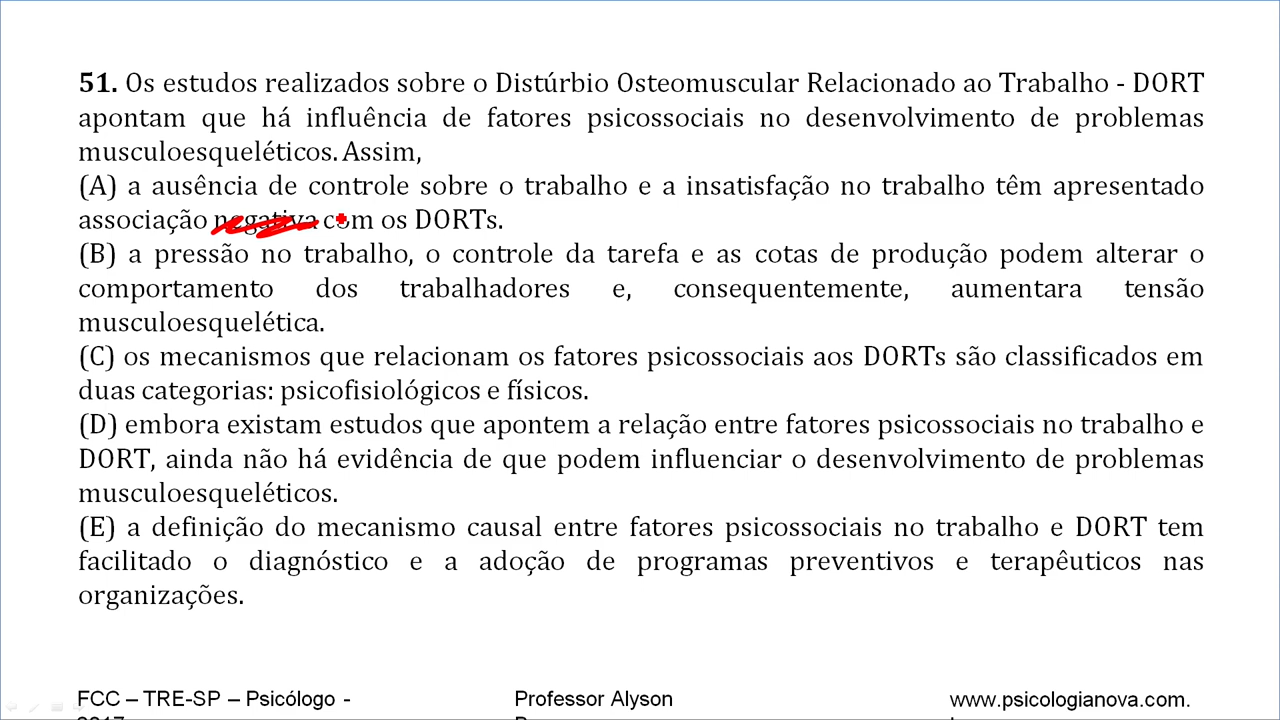 51. Os estudos realizados sobre o Distúrbio Osteomuscular Relacionado ao Trabalho - DORT
apontam que há influência de fatores psicossociais no desenvolvimento de problemas
musculoesqueléticos. Assim,
(A) a ausência de controle sobre o trabalho e a insatisfação no trabalho têm apresentado
associação negativa com os DORTs.
(B) a pressão no trabalho, o controle da tarefa e as cotas de produção podem alterar o
comportamento dos trabalhadores e, consequentemente, aumentara tensão
musculoesquelética.
(C) os mecanismos que relacionam os fatores psicossociais aos DORTs são classificados em
duas categorias: psicofisiológicos e físicos.
(D) embora existam estudos que apontem a relação entre fatores psicossociais no trabalho e
DORT, ainda não há evidência de que podem influenciar o desenvolvimento de problemas
musculoesqueléticos.
(E) a definição do mecanismo causal entre fatores psicossociais no trabalho e DORT tem
facilitado o diagnóstico e a adoção de programas preventivos e terapêuticos nas
organizações.
FCC – TRE-SP – Psicólogo -
2017
Professor Alyson
www.psicologianova.com.